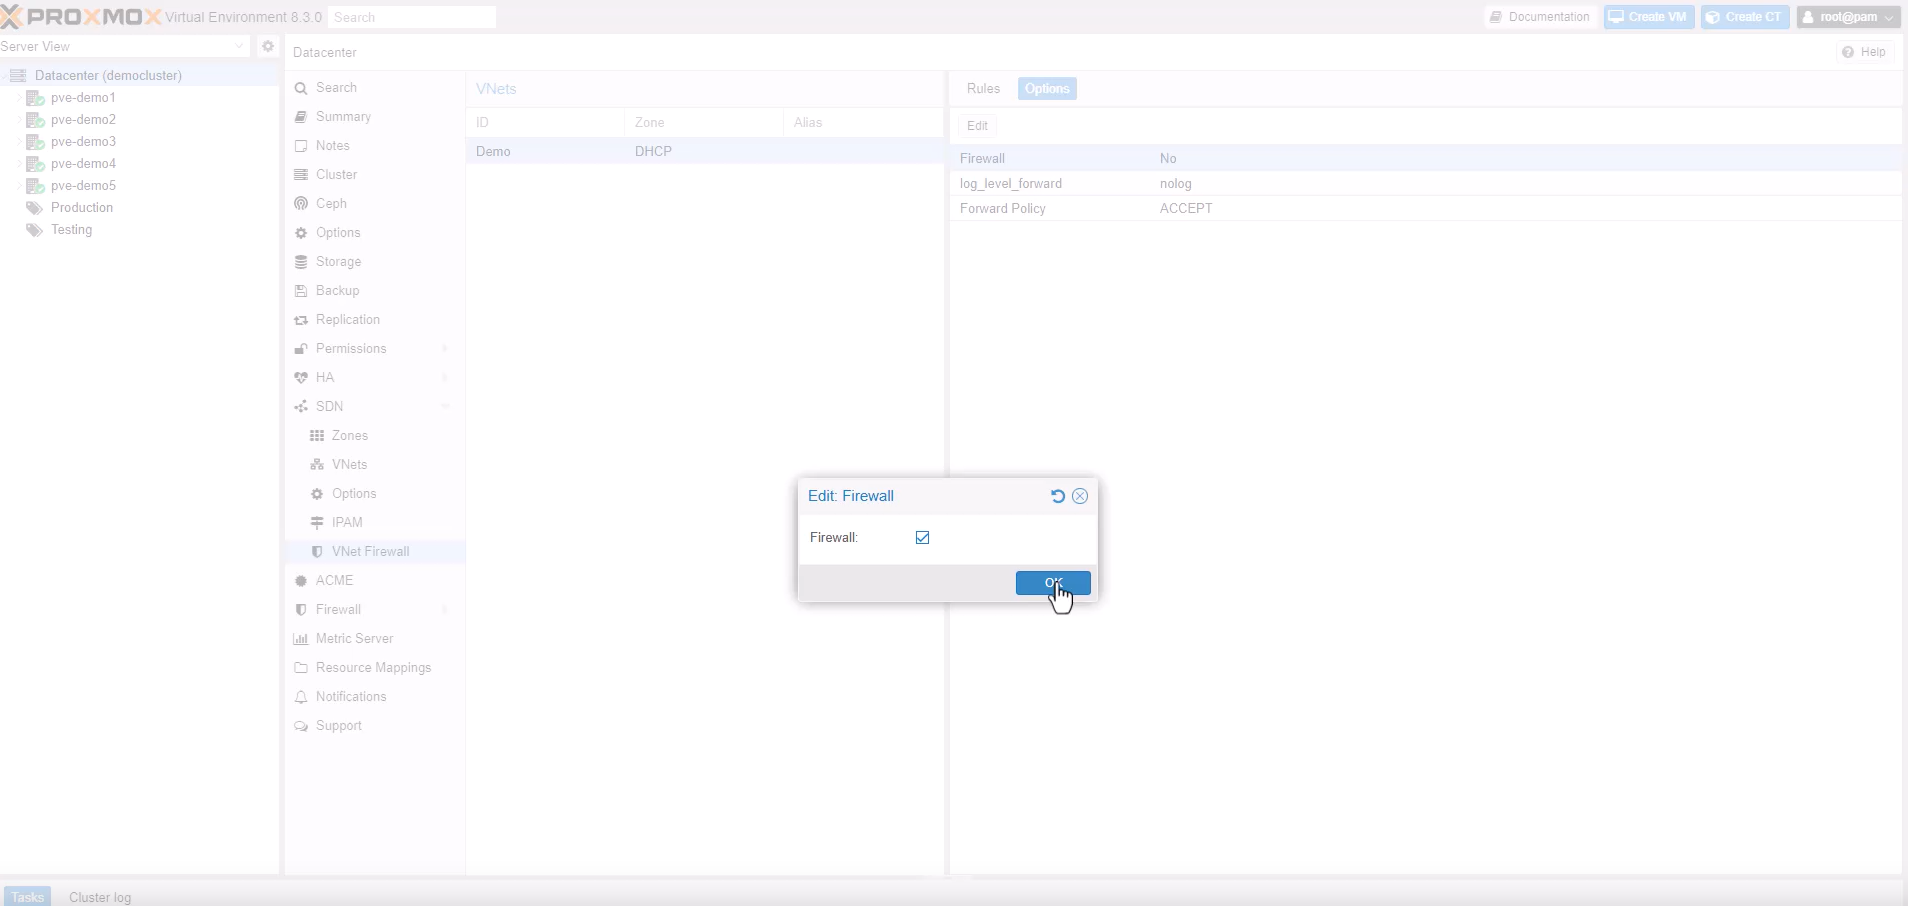 PROXMOX Virtual Environment 8.3.0 Search Documentation Create VM Create CT root@pam
Server View
Datacenter (democluster)
pve-demo1
pve-demo2
pve-demo3
pve-demo4
pve-demo5
Production
Testing
Datacenter Help
Search
Summary
Notes
Cluster
Ceph
Options
Storage
Backup
Replication
Permissions
HA
SDN
Zones
VNets
Options
IPAM
VNet Firewall
ACME
Firewall
Metric Server
Resource Mappings
Notifications
Support
VNets
ID Zone Alias
Demo DHCP
Rules Options
Edit
Firewall No
log_level_forward nolog
Forward Policy ACCEPT
Edit: Firewall
Firewall:
OK
Tasks Cluster log